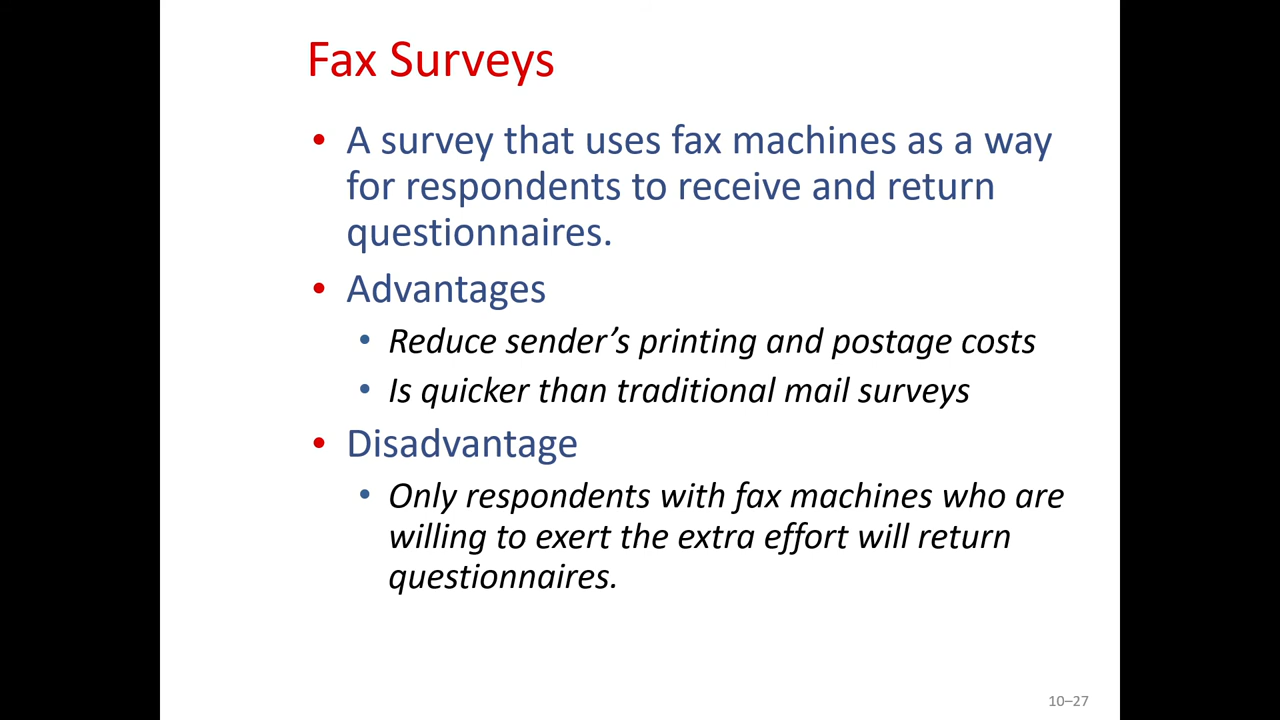 Fax Surveys
• A survey that uses fax machines as a way
for respondents to receive and return
questionnaires.
• Advantages
• Reduce sender’s printing and postage costs
• Is quicker than traditional mail surveys
• Disadvantage
• Only respondents with fax machines who are
willing to exert the extra effort will return
questionnaires.
10–27